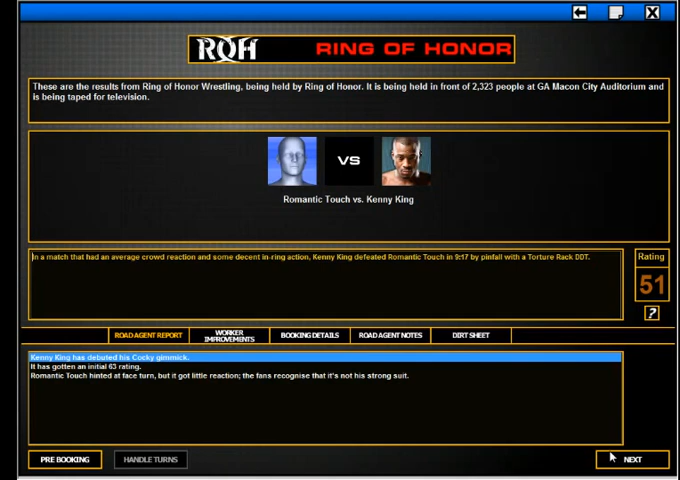 ROH RING OF HONOR
These are the results from Ring of Honor Wrestling, being held by Ring of Honor. It is being held in front of 2,323 people at GA Macon City Auditorium and
is being taped for television.
VS
Romantic Touch vs. Kenny King
In a match that had an average crowd reaction and some decent in-ring action, Kenny King defeated Romantic Touch in 9:17 by pinfall with a Torture Rack DDT.
Rating
51
?
ROAD AGENT REPORT
WORKER
IMPROVEMENTS
BOOKING DETAILS
ROAD AGENT NOTES
DIRT SHEET
Kenny King has debuted his Cocky gimmick.
It has gotten an initial 63 rating.
Romantic Touch hinted at face turn, but it got little reaction; the fans recognise that it's not his strong suit.
PRE BOOKING
HANDLE TURNS
NEXT